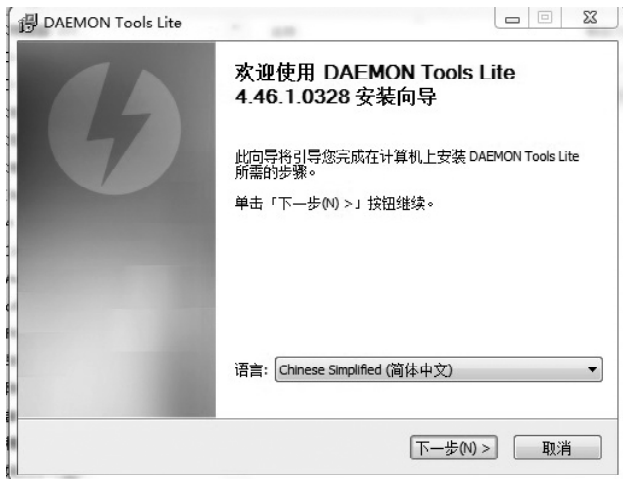 DAEMON Tools Lite
欢迎使用 DAEMON Tools Lite
4.46.1.0328 安装向导
此向导将引导您完成在计算机上安装 DAEMON Tools Lite
所需的步骤。
单击「下一步(N) >」按钮继续。
语言: Chinese Simplified (简体中文)
下一步(N) > 取消